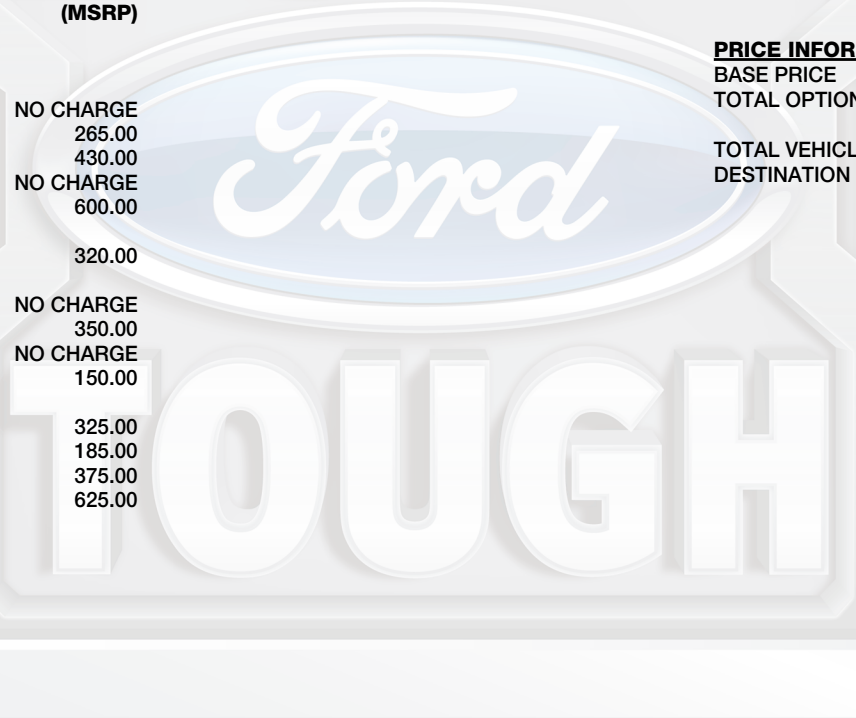 (MSRP)
NO CHARGE
265.00
430.00
NO CHARGE
600.00
320.00
NO CHARGE
350.00
NO CHARGE
150.00
325.00
185.00
375.00
625.00
PRICE INFOR
BASE PRICE
TOTAL OPTION
TOTAL VEHICL
DESTINATION
Ford
TOUGH